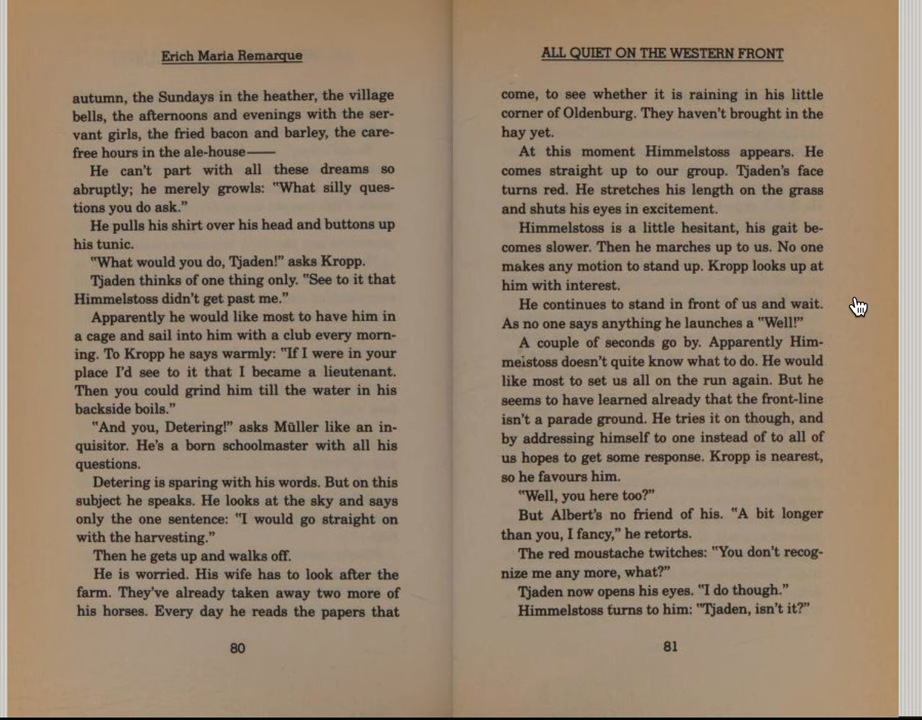 Erich Maria Remarque
autumn, the Sundays in the heather, the village
bells, the afternoons and evenings with the ser-
vant girls, the fried bacon and barley, the care-
free hours in the ale-house——
He can't part with all these dreams so
abruptly; he merely growls: "What silly ques-
tions you do ask."
He pulls his shirt over his head and buttons up
his tunic.
"What would you do, Tjaden!" asks Kropp.
Tjaden thinks of one thing only. "See to it that
Himmelstoss didn't get past me."
Apparently he would like most to have him in
a cage and sail into him with a club every morn-
ing. To Kropp he says warmly: "If I were in your
place I'd see to it that I became a lieutenant.
Then you could grind him till the water in his
backside boils."
"And you, Detering!" asks Müller like an in-
quisitor. He's a born schoolmaster with all his
questions.
Detering is sparing with his words. But on this
subject he speaks. He looks at the sky and says
only the one sentence: "I would go straight on
with the harvesting."
Then he gets up and walks off.
He is worried. His wife has to look after the
farm. They've already taken away two more of
his horses. Every day he reads the papers that
80
ALL QUIET ON THE WESTERN FRONT
come, to see whether it is raining in his little
corner of Oldenburg. They haven't brought in the
hay yet.
At this moment Himmelstoss appears. He
comes straight up to our group. Tjaden's face
turns red. He stretches his length on the grass
and shuts his eyes in excitement.
Himmelstoss is a little hesitant, his gait be-
comes slower. Then he marches up to us. No one
makes any motion to stand up. Kropp looks up at
him with interest.
He continues to stand in front of us and wait.
As no one says anything he launches a "Well!"
A couple of seconds go by. Apparently Him-
melstoss doesn't quite know what to do. He would
like most to set us all on the run again. But he
seems to have learned already that the front-line
isn't a parade ground. He tries it on though, and
by addressing himself to one instead of to all of
us hopes to get some response. Kropp is nearest,
so he favours him.
"Well, you here too?"
But Albert's no friend of his. "A bit longer
than you, I fancy," he retorts.
The red moustache twitches: "You don't recog-
nize me any more, what?"
Tjaden now opens his eyes. "I do though."
Himmelstoss turns to him: "Tjaden, isn't it?"
81